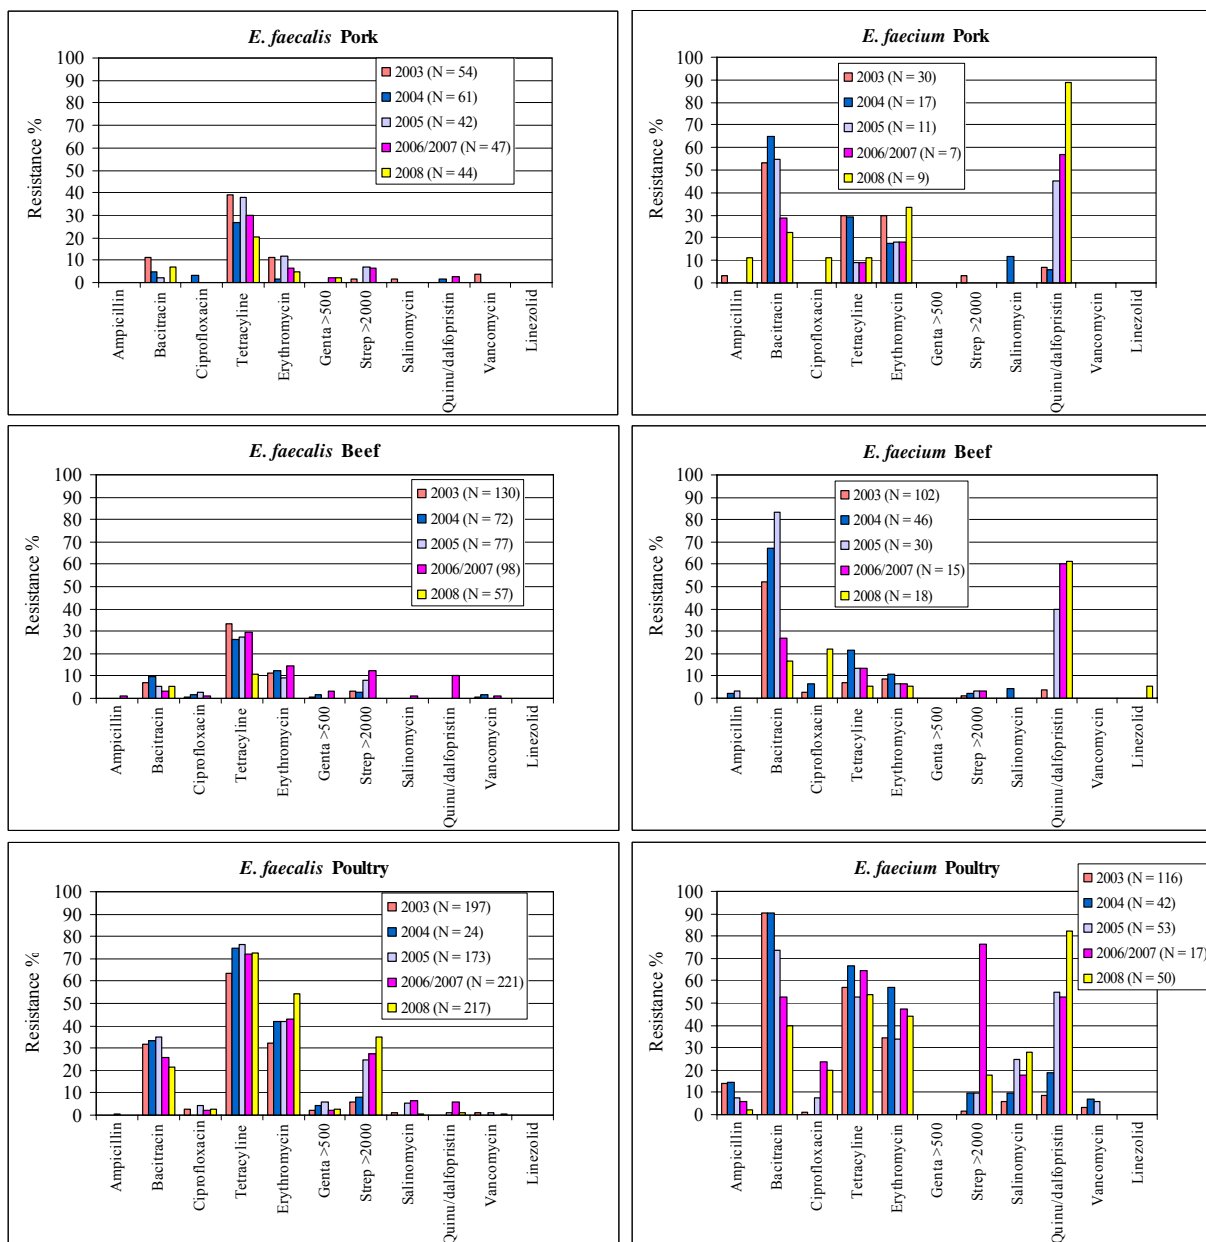 E. faecalis Pork
Resistance %
100
90
80
70
60
50
40
30
20
10
0
2003 (N = 54)
2004 (N = 61)
2005 (N = 42)
2006/2007 (N = 47)
2008 (N = 44)
Ampicillin
Bacitracin
Ciprofloxacin
Tetracyline
Erythromycin
Genta >500
Strep >2000
Salinomycin
Quinu/dalfopristin
Vancomycin
Linezolid
E. faecium Pork
Resistance %
100
90
80
70
60
50
40
30
20
10
0
2003 (N = 30)
2004 (N = 17)
2005 (N = 11)
2006/2007 (N = 7)
2008 (N = 9)
Ampicillin
Bacitracin
Ciprofloxacin
Tetracyline
Erythromycin
Genta >500
Strep >2000
Salinomycin
Quinu/dalfopristin
Vancomycin
Linezolid
E. faecalis Beef
Resistance %
100
90
80
70
60
50
40
30
20
10
0
2003 (N = 130)
2004 (N = 72)
2005 (N = 77)
2006/2007 (98)
2008 (N = 57)
Ampicillin
Bacitracin
Ciprofloxacin
Tetracyline
Erythromycin
Genta >500
Strep >2000
Salinomycin
Quinu/dalfopristin
Vancomycin
Linezolid
E. faecium Beef
Resistance %
100
90
80
70
60
50
40
30
20
10
0
2003 (N = 102)
2004 (N = 46)
2005 (N = 30)
2006/2007 (N = 15)
2008 (N = 18)
Ampicillin
Bacitracin
Ciprofloxacin
Tetracyline
Erythromycin
Genta >500
Strep >2000
Salinomycin
Quinu/dalfopristin
Vancomycin
Linezolid
E. faecalis Poultry
Resistance %
100
90
80
70
60
50
40
30
20
10
0
2003 (N = 197)
2004 (N = 24)
2005 (N = 173)
2006/2007 (N = 221)
2008 (N = 217)
Ampicillin
Bacitracin
Ciprofloxacin
Tetracyline
Erythromycin
Genta >500
Strep >2000
Salinomycin
Quinu/dalfopristin
Vancomycin
Linezolid
E. faecium Poultry
Resistance %
100
90
80
70
60
50
40
30
20
10
0
2003 (N = 116)
2004 (N = 42)
2005 (N = 53)
2006/2007 (N = 17)
2008 (N = 50)
Ampicillin
Bacitracin
Ciprofloxacin
Tetracyline
Erythromycin
Genta >500
Strep >2000
Salinomycin
Quinu/dalfopristin
Vancomycin
Linezolid